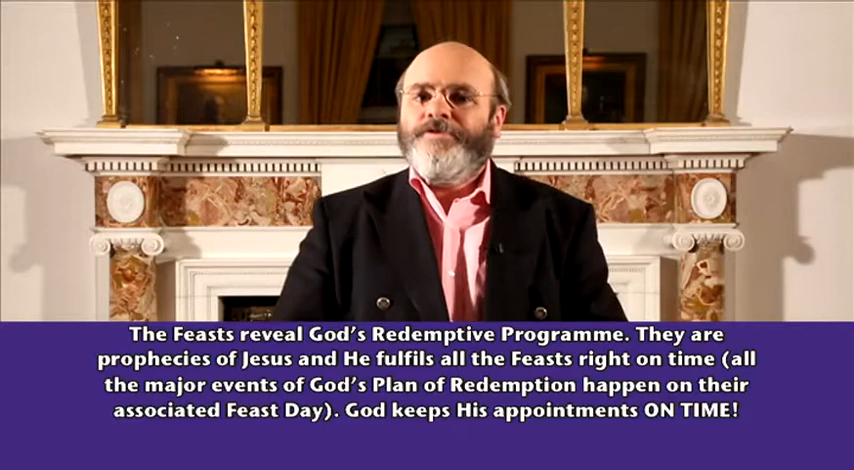 The Feasts reveal God's Redemptive Programme. They are
prophecies of Jesus and He fulfils all the Feasts right on time (all
the major events of God's Plan of Redemption happen on their
associated Feast Day). God keeps His appointments ON TIME!